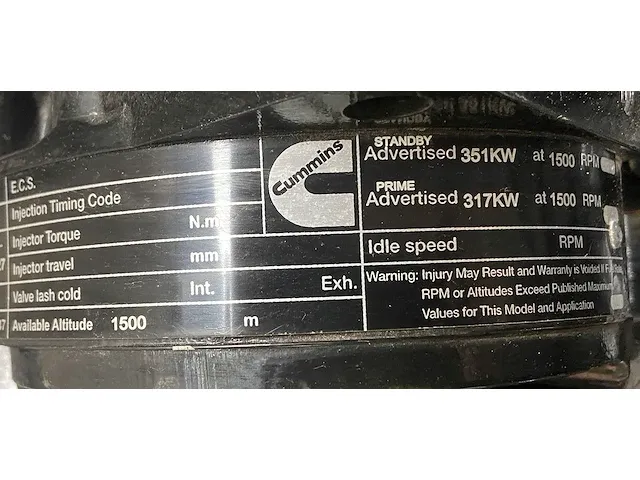 STANDBY
Advertised 351KW at 1500 RPM
PRIME
Advertised 317KW at 1500 RPM
Cummins
E.C.S.
Injection Timing Code
Injector Torque N.m
Injector travel mm
Valve lash cold Int. Exh.
Available Altitude 1500 m
Idle speed RPM
Warning: Injury May Result and Warranty is Voided If
RPM or Altitudes Exceed Published Maximum
Values for This Model and Application